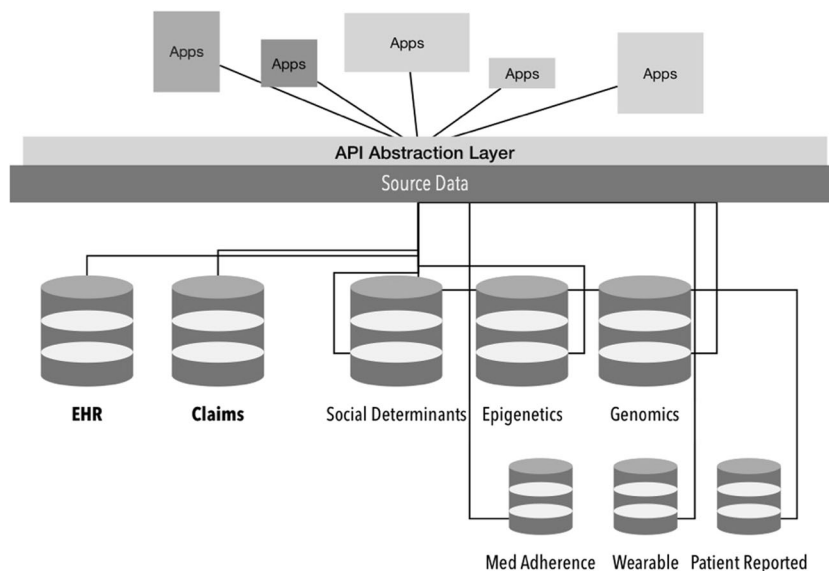 Apps
Apps
Apps
Apps
Apps
API Abstraction Layer
Source Data
EHR
Claims
Social Determinants
Epigenetics
Genomics
Med Adherence
Wearable
Patient Reported